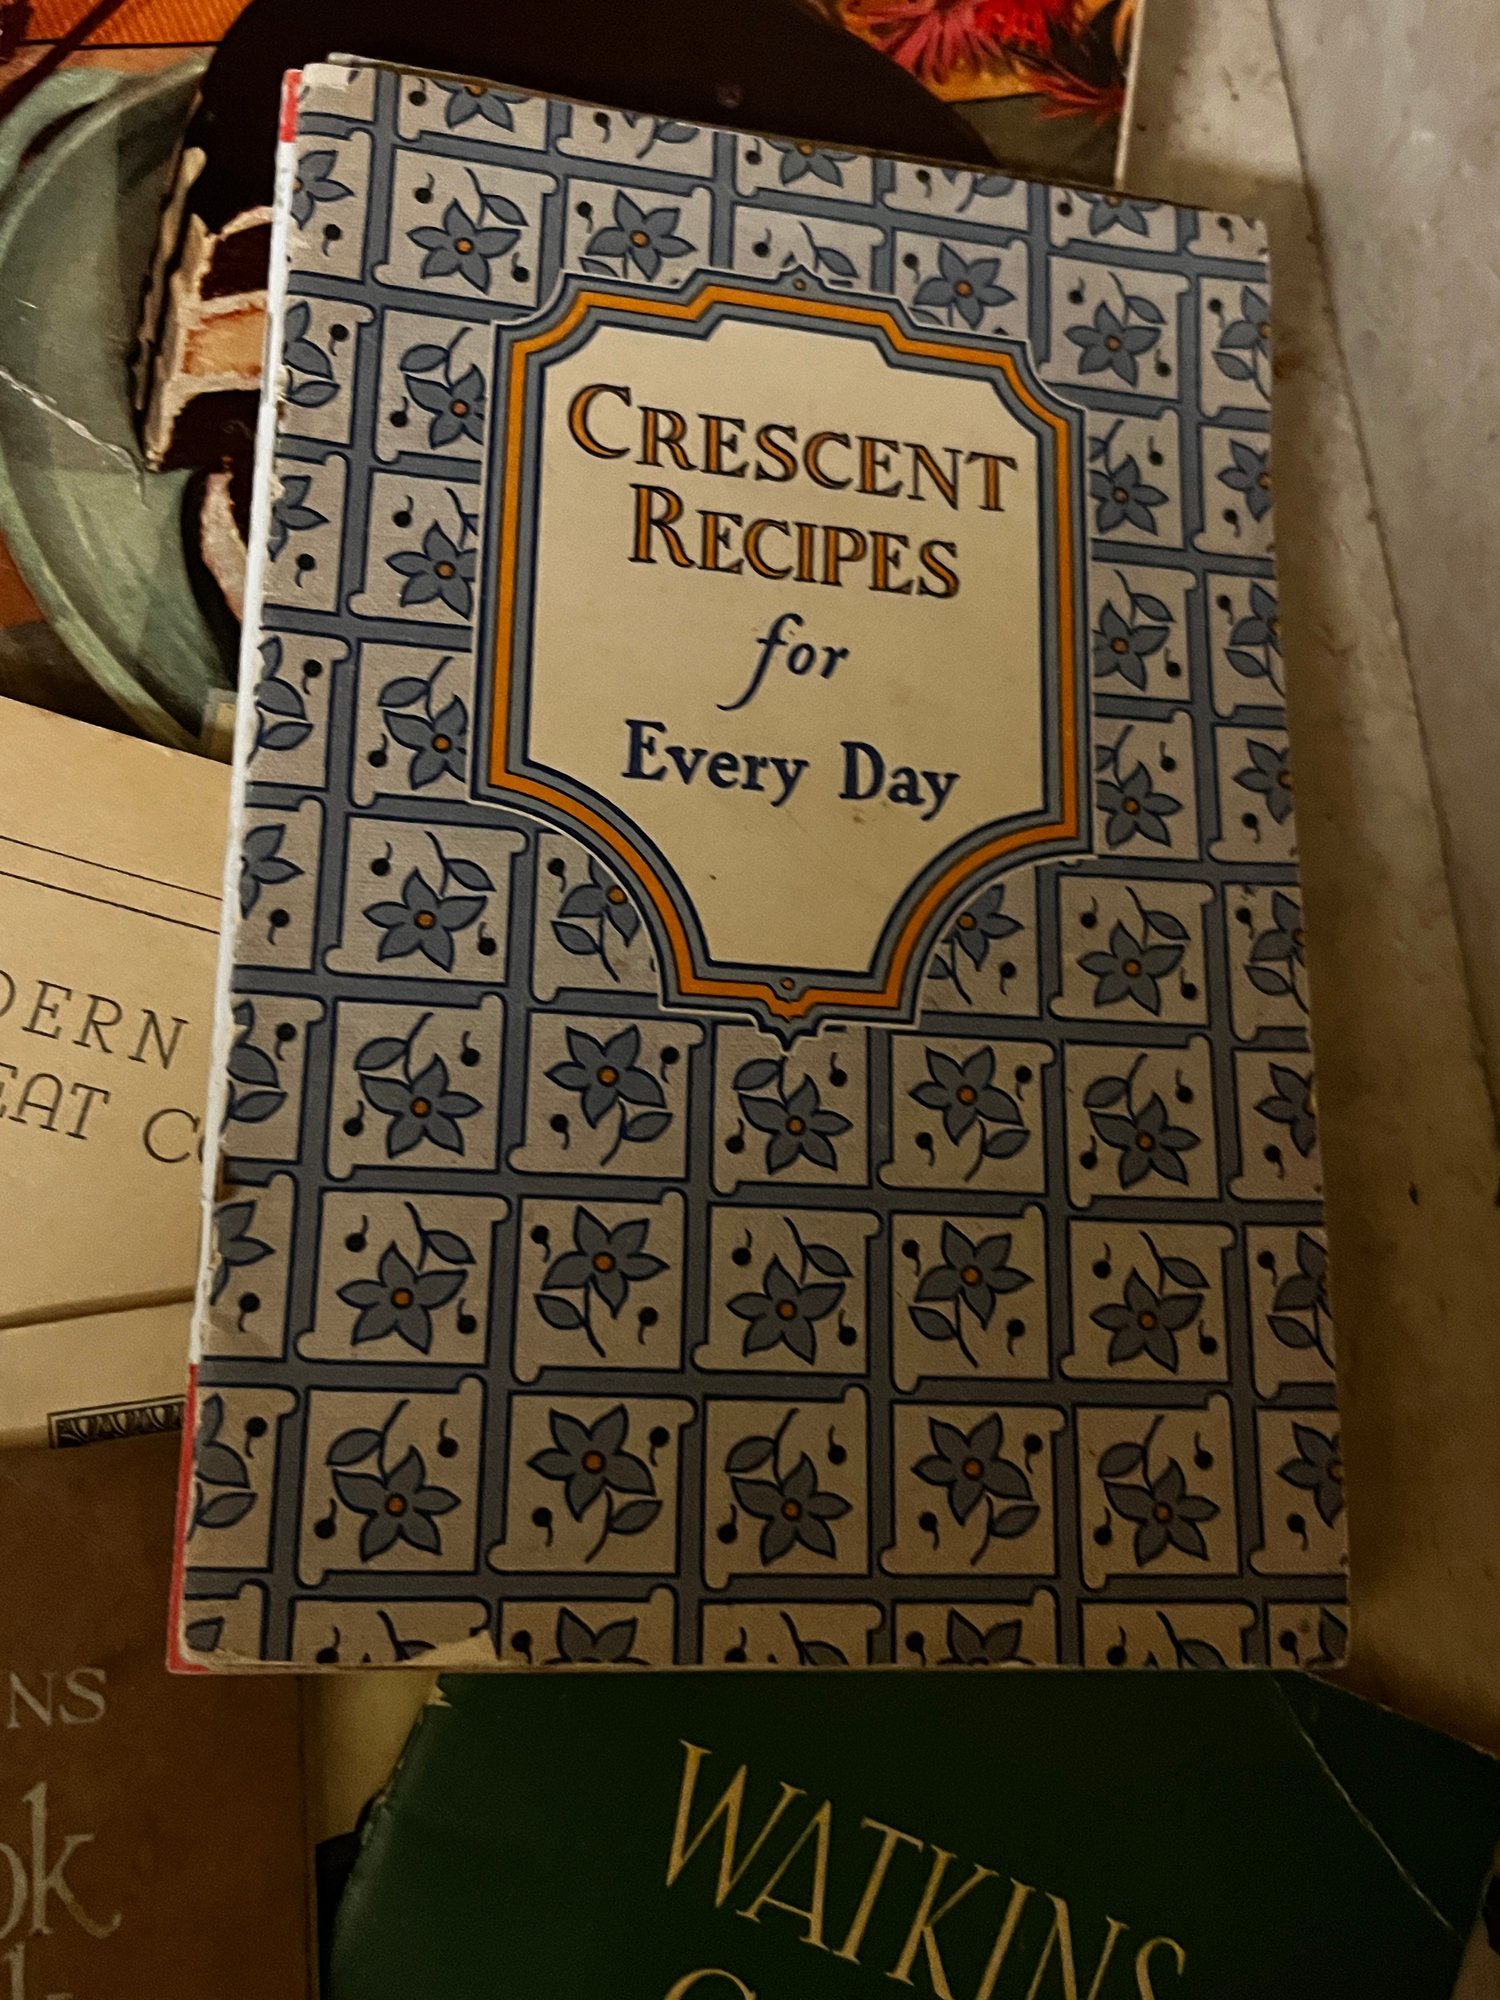 CRESCENT
RECIPES
for
Every Day
WATKINS